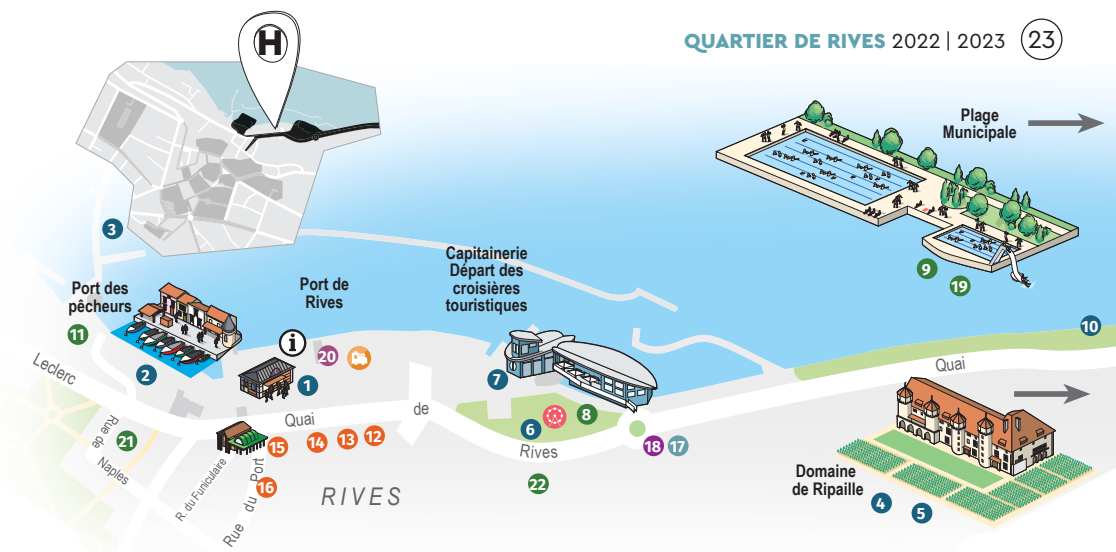 H
QUARTIER DE RIVES 2022 | 2023 23
Plage
Municipale
3
Capitainerie
Départ des
croisières
touristiques
Port des
pêcheurs
Port de
Rives
9
19
11
i
20
10
Leclerc
2
1
7
Quai
Quai
de
6
8
Rue de
Naples
21
15
14
13
12
18
17
Rives
R. du Funiculaire
Rue du Port
16
RIVES
22
Domaine
de Ripaille
4
5